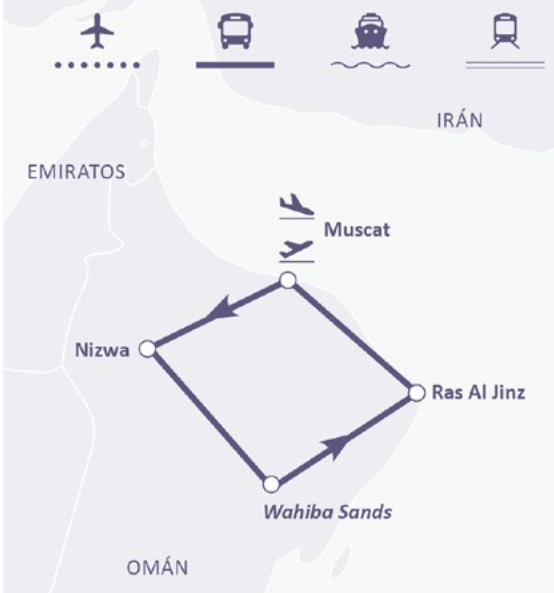 IRÁN
EMIRATOS
Muscat
Nizwa
Ras Al Jinz
Wahiba Sands
OMÁN